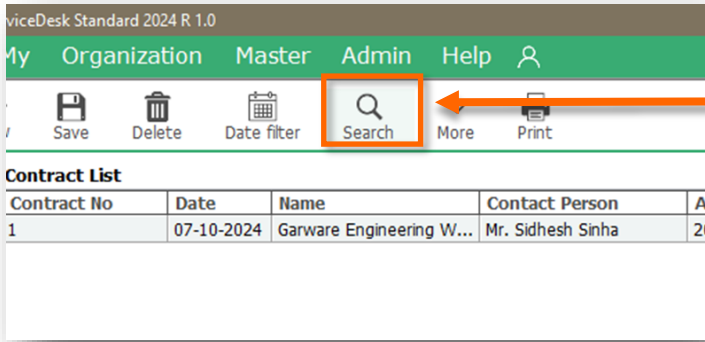 viceDesk Standard 2024 R 1.0
My Organization Master Admin Help
Save Delete Date filter Search More Print
Contract List
Contract No Date Name Contact Person A
1 07-10-2024 Garware Engineering W... Mr. Sidhesh Sinha 20